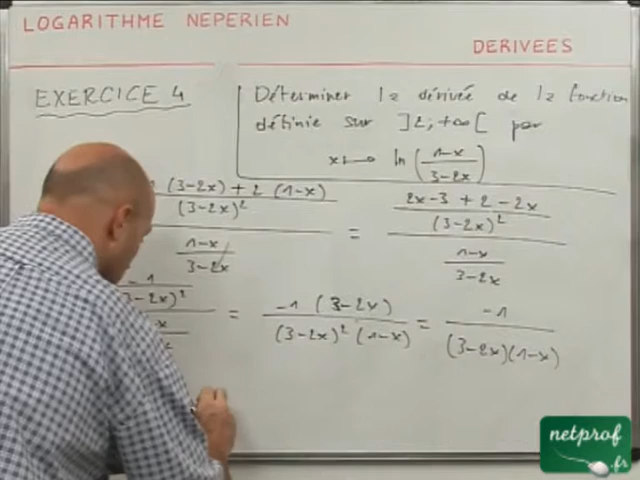 LOGARITHME NEPERIEN
DERIVEES
EXERCICE 4
Déterminer la dérivée de la fonction
définie sur ]2, +∞[ par
x ⟼ ln((1-x)/(3-2x))
(3-2x) + 2 (1-x)
(3-2x)²
1-x
3-2x
=
2x-3 + 2 - 2x
(3-2x)²
1-x
3-2x
-1
3-2x)²
x
= -1 (3-2x)
(3-2x)² (1-x)
= -1
(3-2x)(1-x)
netprof
.fr